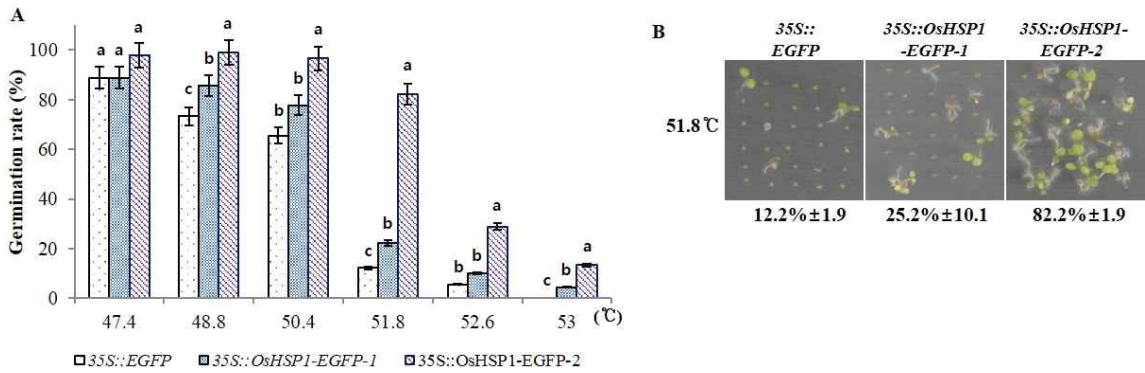 A
Germination rate (%)
100
80
60
40
20
0
a a a
c b a
c b a
c b a
b b a
c b a
47.4 48.8 50.4 51.8 52.6 53 (℃)
35S::EGFP 35S::OsHSP1-EGFP-1 35S::OsHSP1-EGFP-2
B
35S::
EGFP
35S::OsHSP1
-EGFP-1
35S::OsHSP1-
EGFP-2
51.8℃
12.2%±1.9 25.2%±10.1 82.2%±1.9